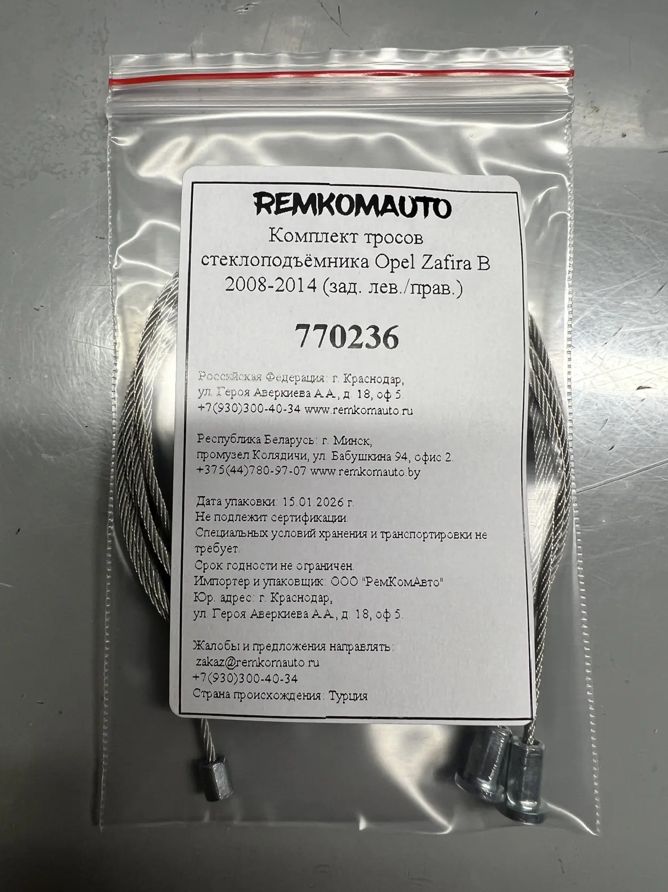 REMKOMAUTO
Комплект тросов
стеклоподъёмника Opel Zafira B
2008-2014 (зад. лев./прав.)
770236
Российская Федерация: г. Краснодар,
ул. Героя Аверкиева А.А., д. 18, оф 5.
+7(930)300-40-34 www.remkomauto.ru
Республика Беларусь: г. Минск,
промузел Колядичи, ул. Бабушкина 94, офис 2.
+375(44)780-97-07 www.remkomauto.by
Дата упаковки: 15.01.2026 г.
Не подлежит сертификации.
Специальных условий хранения и транспортировки не
требует.
Срок годности не ограничен.
Импортер и упаковщик: ООО "РемКомАвто"
Юр. адрес: г. Краснодар,
ул. Героя Аверкиева А.А., д. 18, оф 5.
Жалобы и предложения направлять:
zakaz@remkomauto.ru
+7(930)300-40-34
Страна происхождения: Турция